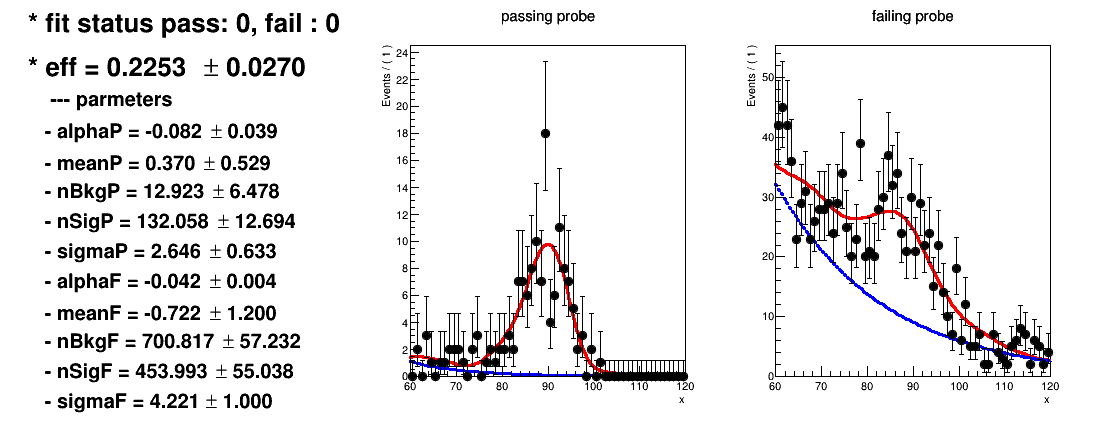 * fit status pass: 0, fail : 0
* eff = 0.2253 ± 0.0270
--- parmeters
- alphaP = -0.082 ± 0.039
- meanP = 0.370 ± 0.529
- nBkgP = 12.923 ± 6.478
- nSigP = 132.058 ± 12.694
- sigmaP = 2.646 ± 0.633
- alphaF = -0.042 ± 0.004
- meanF = -0.722 ± 1.200
- nBkgF = 700.817 ± 57.232
- nSigF = 453.993 ± 55.038
- sigmaF = 4.221 ± 1.000
passing probe
Events / ( 1 )
24
22
20
18
16
14
12
10
8
6
4
2
0
60 70 80 90 100 110 120
x
failing probe
Events / ( 1 )
50
40
30
20
10
0
60 70 80 90 100 110 120
x